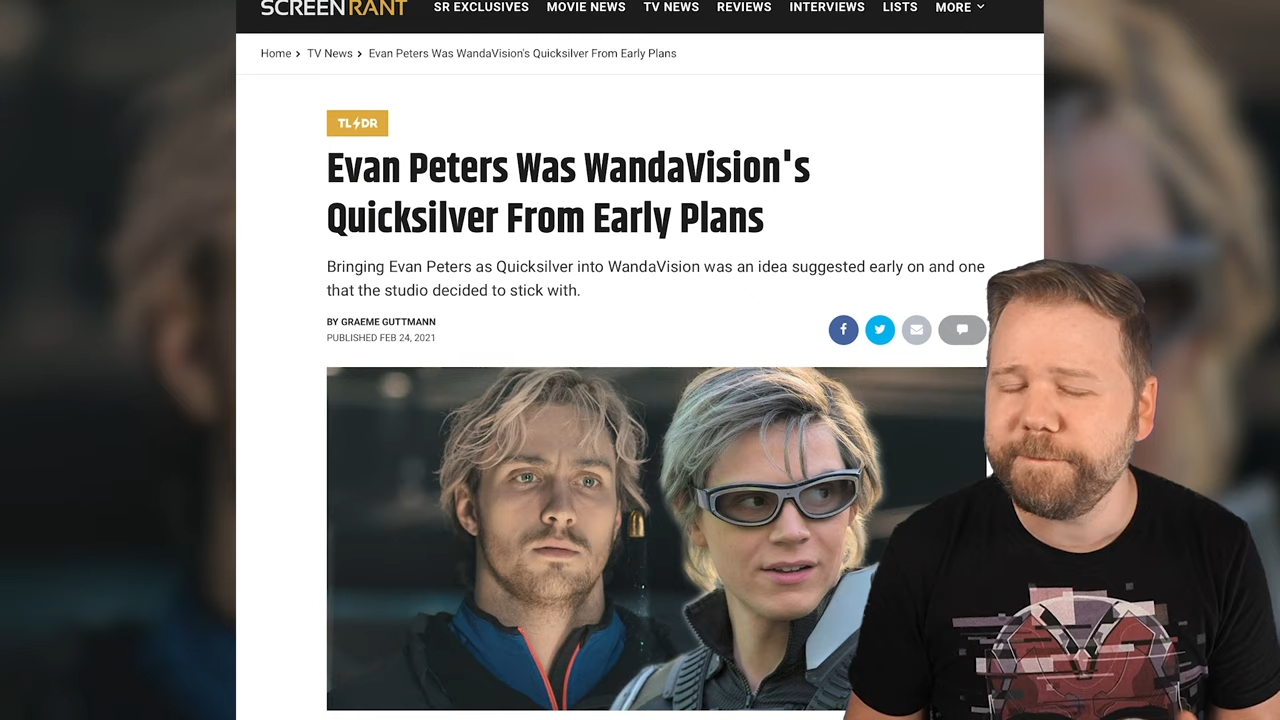 SCREENRANT SR EXCLUSIVES MOVIE NEWS TV NEWS REVIEWS INTERVIEWS LISTS MORE
Home > TV News > Evan Peters Was WandaVision's Quicksilver From Early Plans
TL DR
Evan Peters Was WandaVision's
Quicksilver From Early Plans
Bringing Evan Peters as Quicksilver into WandaVision was an idea suggested early on and one
that the studio decided to stick with.
BY GRAEME GUTTMANN
PUBLISHED FEB 24, 2021